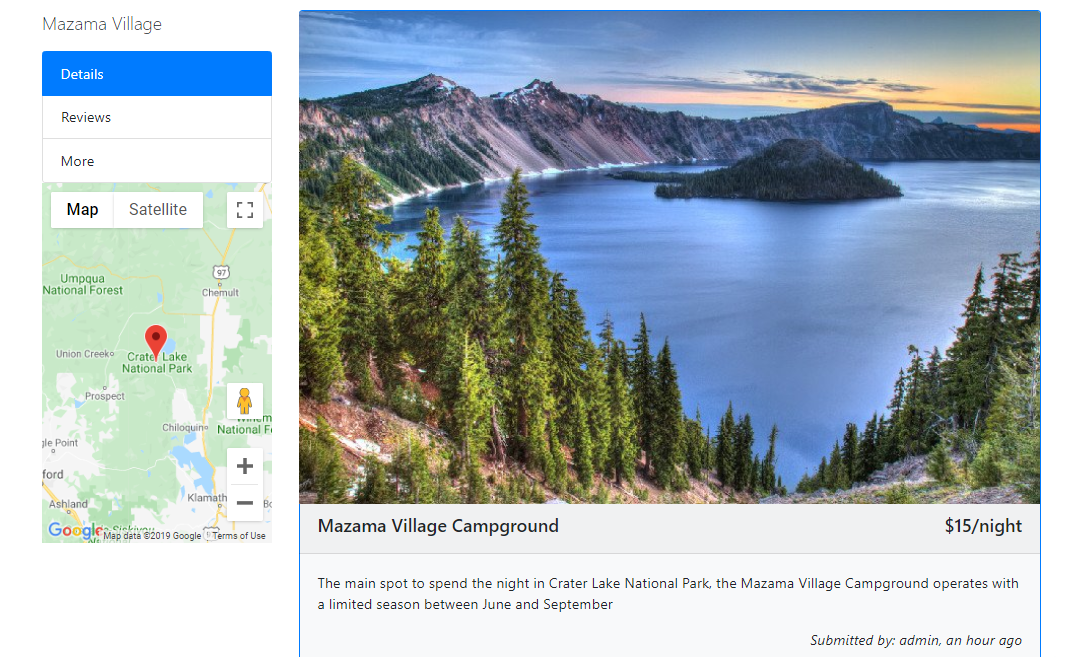 Mazama Village
Details
Reviews
More
Map
Satellite
97
Umpqua
National Forest
Chemult
Union Creek
Crater Lake
National Park
Prospect
Chiloquin
National F
gle Point
ford
Klamath
Ashland
Google
Siskiyou
Map data ©2019 Google
Terms of Use
Mazama Village Campground
$15/night
The main spot to spend the night in Crater Lake National Park, the Mazama Village Campground operates with
a limited season between June and September
Submitted by: admin, an hour ago